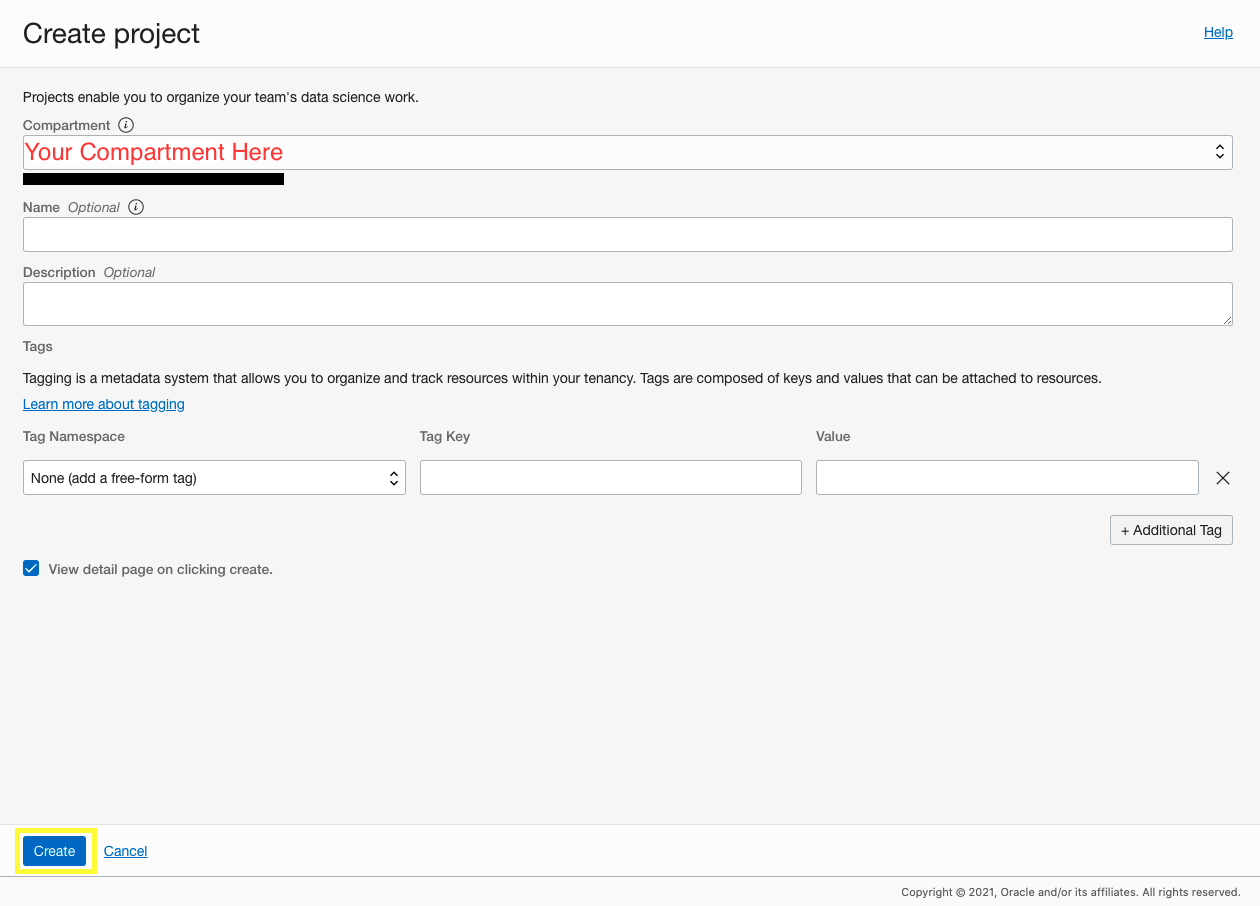 Create project
Help
Projects enable you to organize your team's data science work.
Compartment i
Your Compartment Here
Name Optional i
Description Optional
Tags
Tagging is a metadata system that allows you to organize and track resources within your tenancy. Tags are composed of keys and values that can be attached to resources.
Learn more about tagging
Tag Namespace Tag Key Value
None (add a free-form tag)
+ Additional Tag
View detail page on clicking create.
Create Cancel
Copyright © 2021, Oracle and/or its affiliates. All rights reserved.